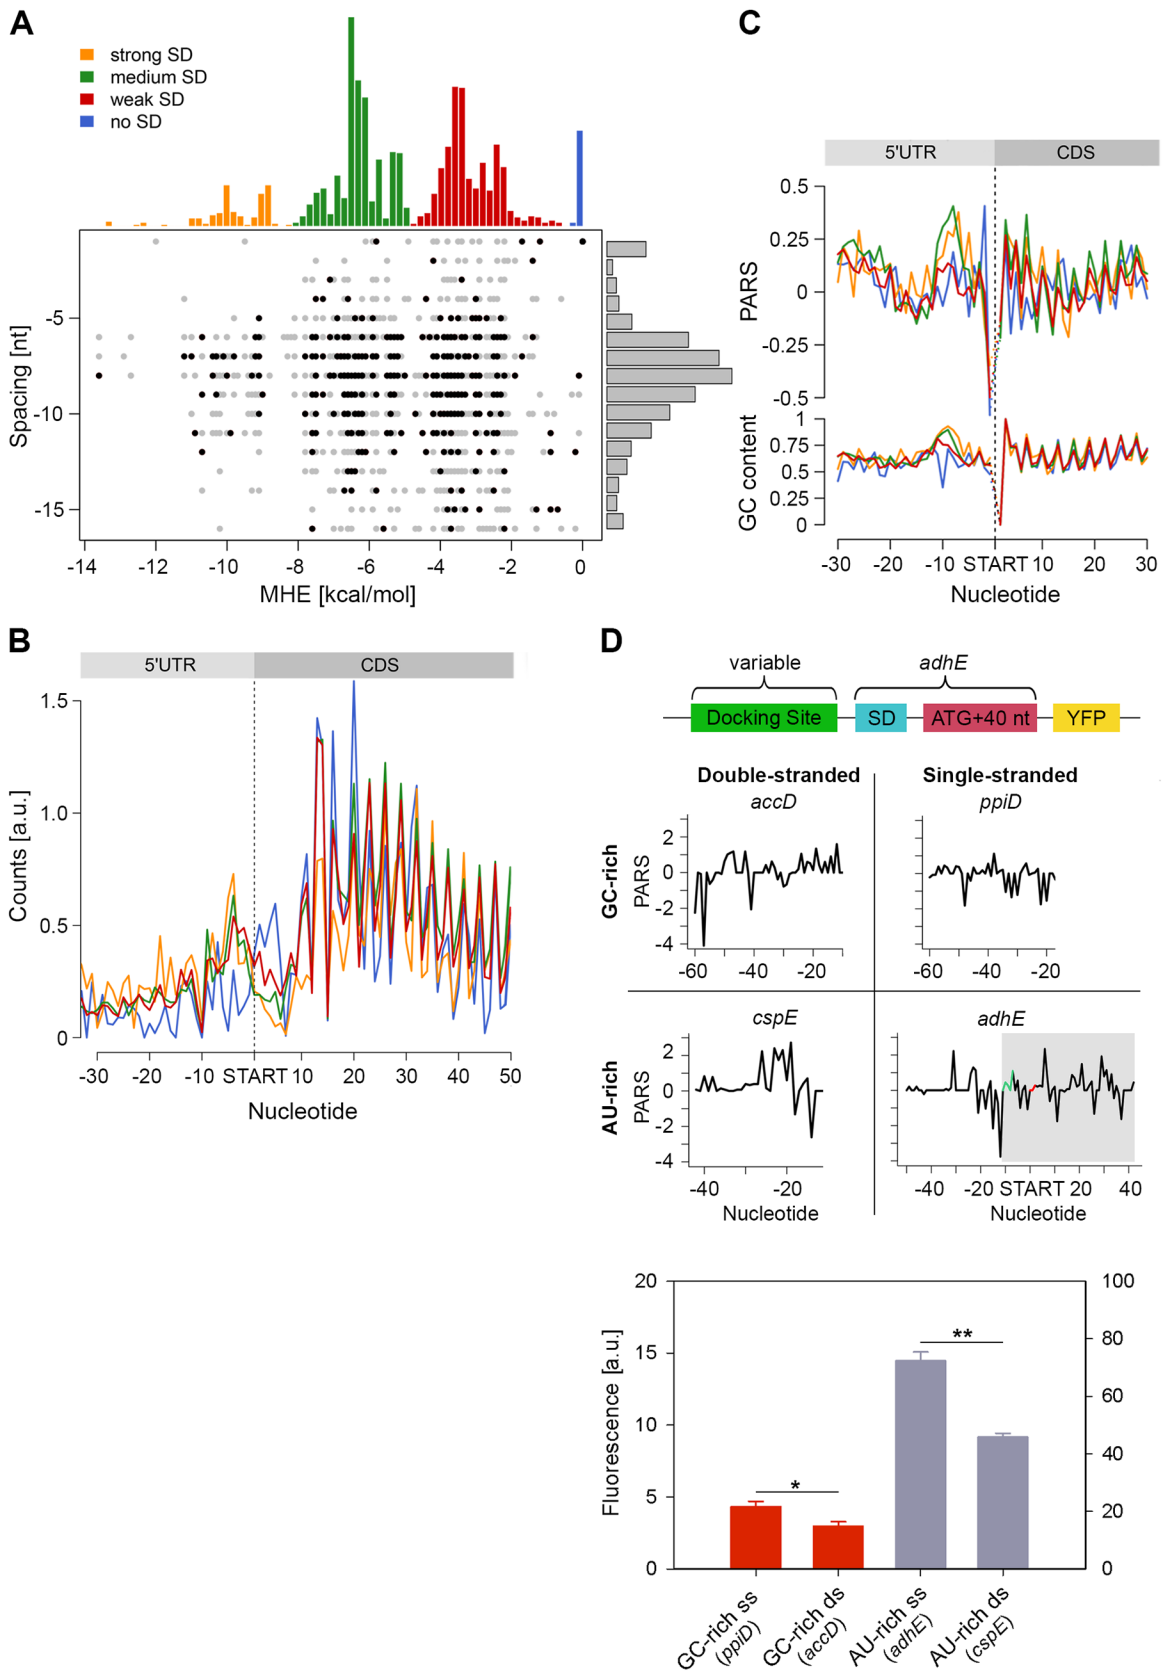 A
strong SD
medium SD
weak SD
no SD
Spacing [nt]
-5
-10
-15
-14 -12 -10 -8 -6 -4 -2 0
MHE [kcal/mol]
B
5'UTR CDS
Counts [a.u.]
1.5
1.0
0.5
0
-30 -20 -10 START 10 20 30 40 50
Nucleotide
C
5'UTR CDS
PARS
0.5
0.25
0
-0.25
-0.5
GC content
1
0.75
0.5
0.25
0
-30 -20 -10 START 10 20 30
Nucleotide
D
variable adhE
Docking Site SD ATG+40 nt YFP
Double-stranded Single-stranded
accD ppiD
GC-rich
PARS
2
0
-2
-4
-60 -40 -20
-60 -40 -20
cspE adhE
AU-rich
PARS
2
0
-2
-4
-40 -20
Nucleotide
-40 -20 START 20 40
Nucleotide
Fluorescence [a.u.]
20
15
10
5
0
100
80
60
40
20
0
*
**
GC-rich ss
(ppiD)
GC-rich ds
(accD)
AU-rich ss
(adhE)
AU-rich ds
(cspE)